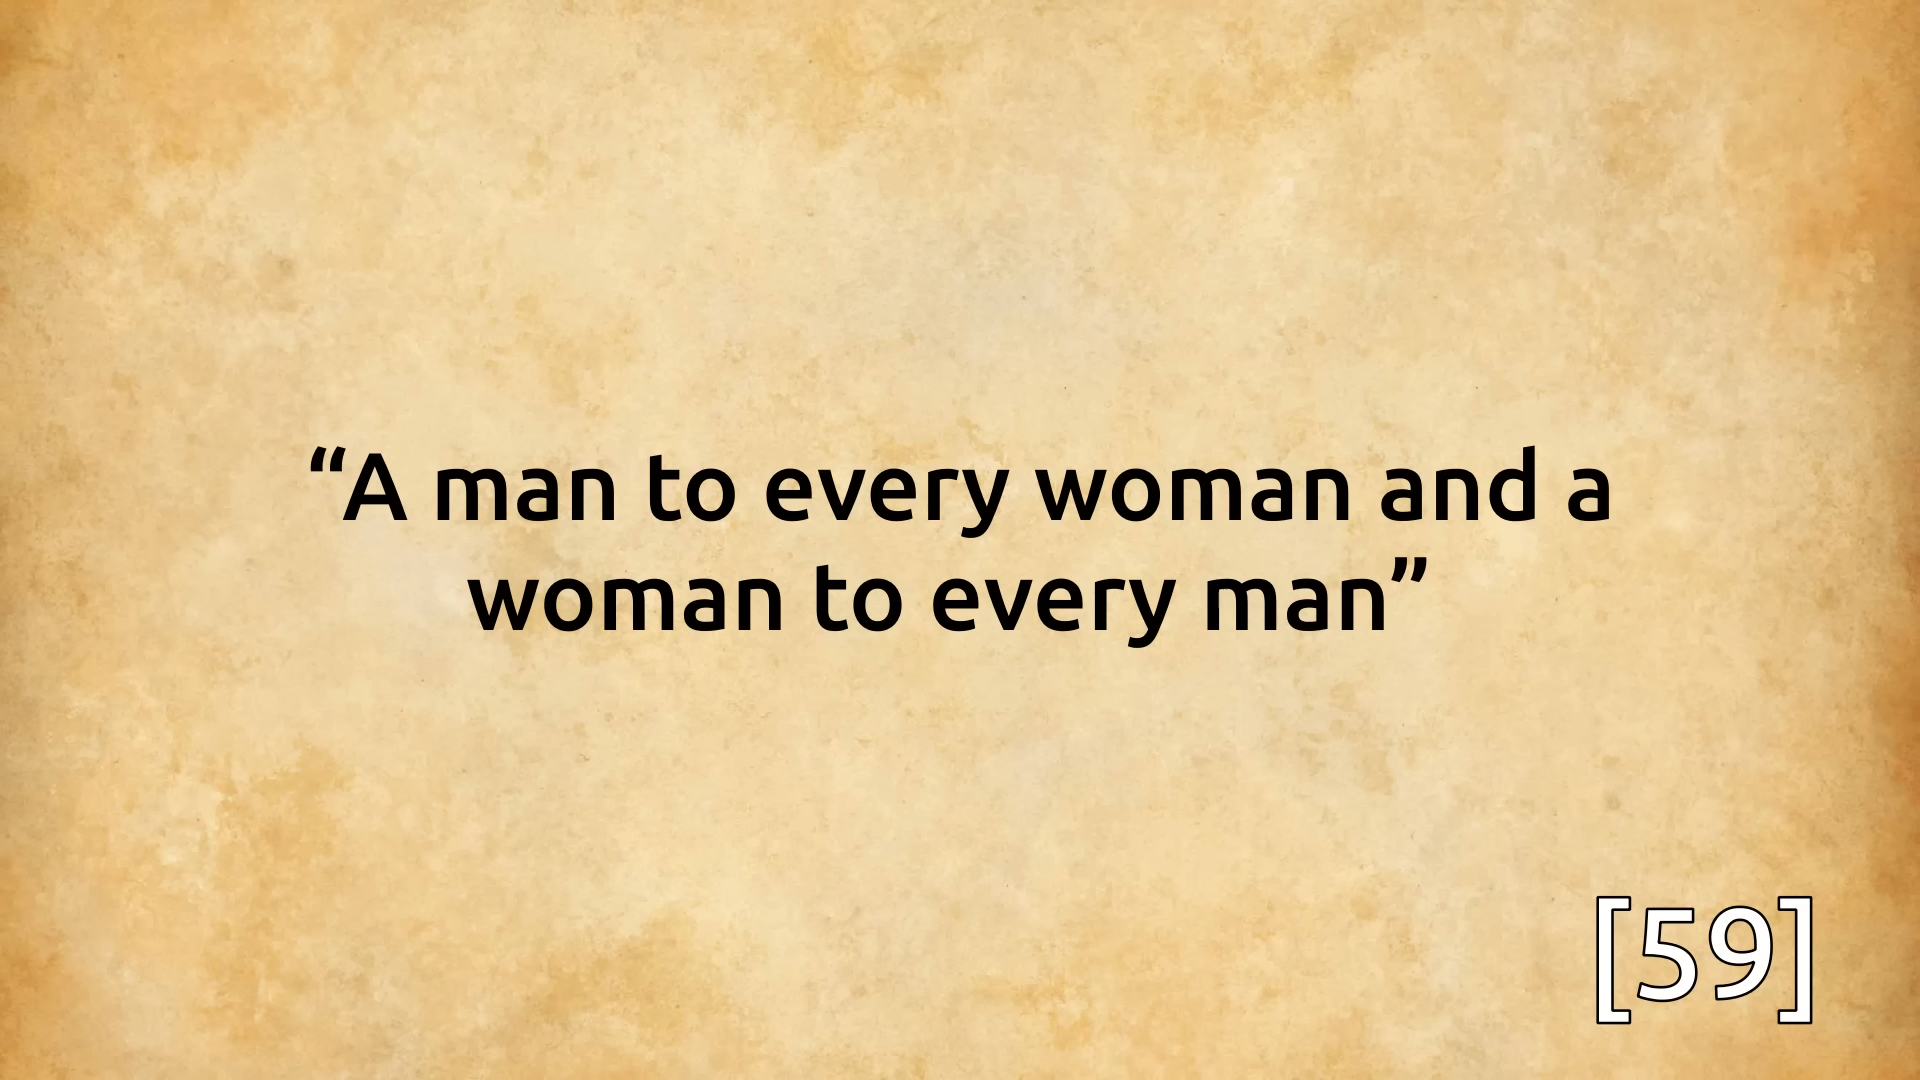 “A man to every woman and a
woman to every man”
[59]